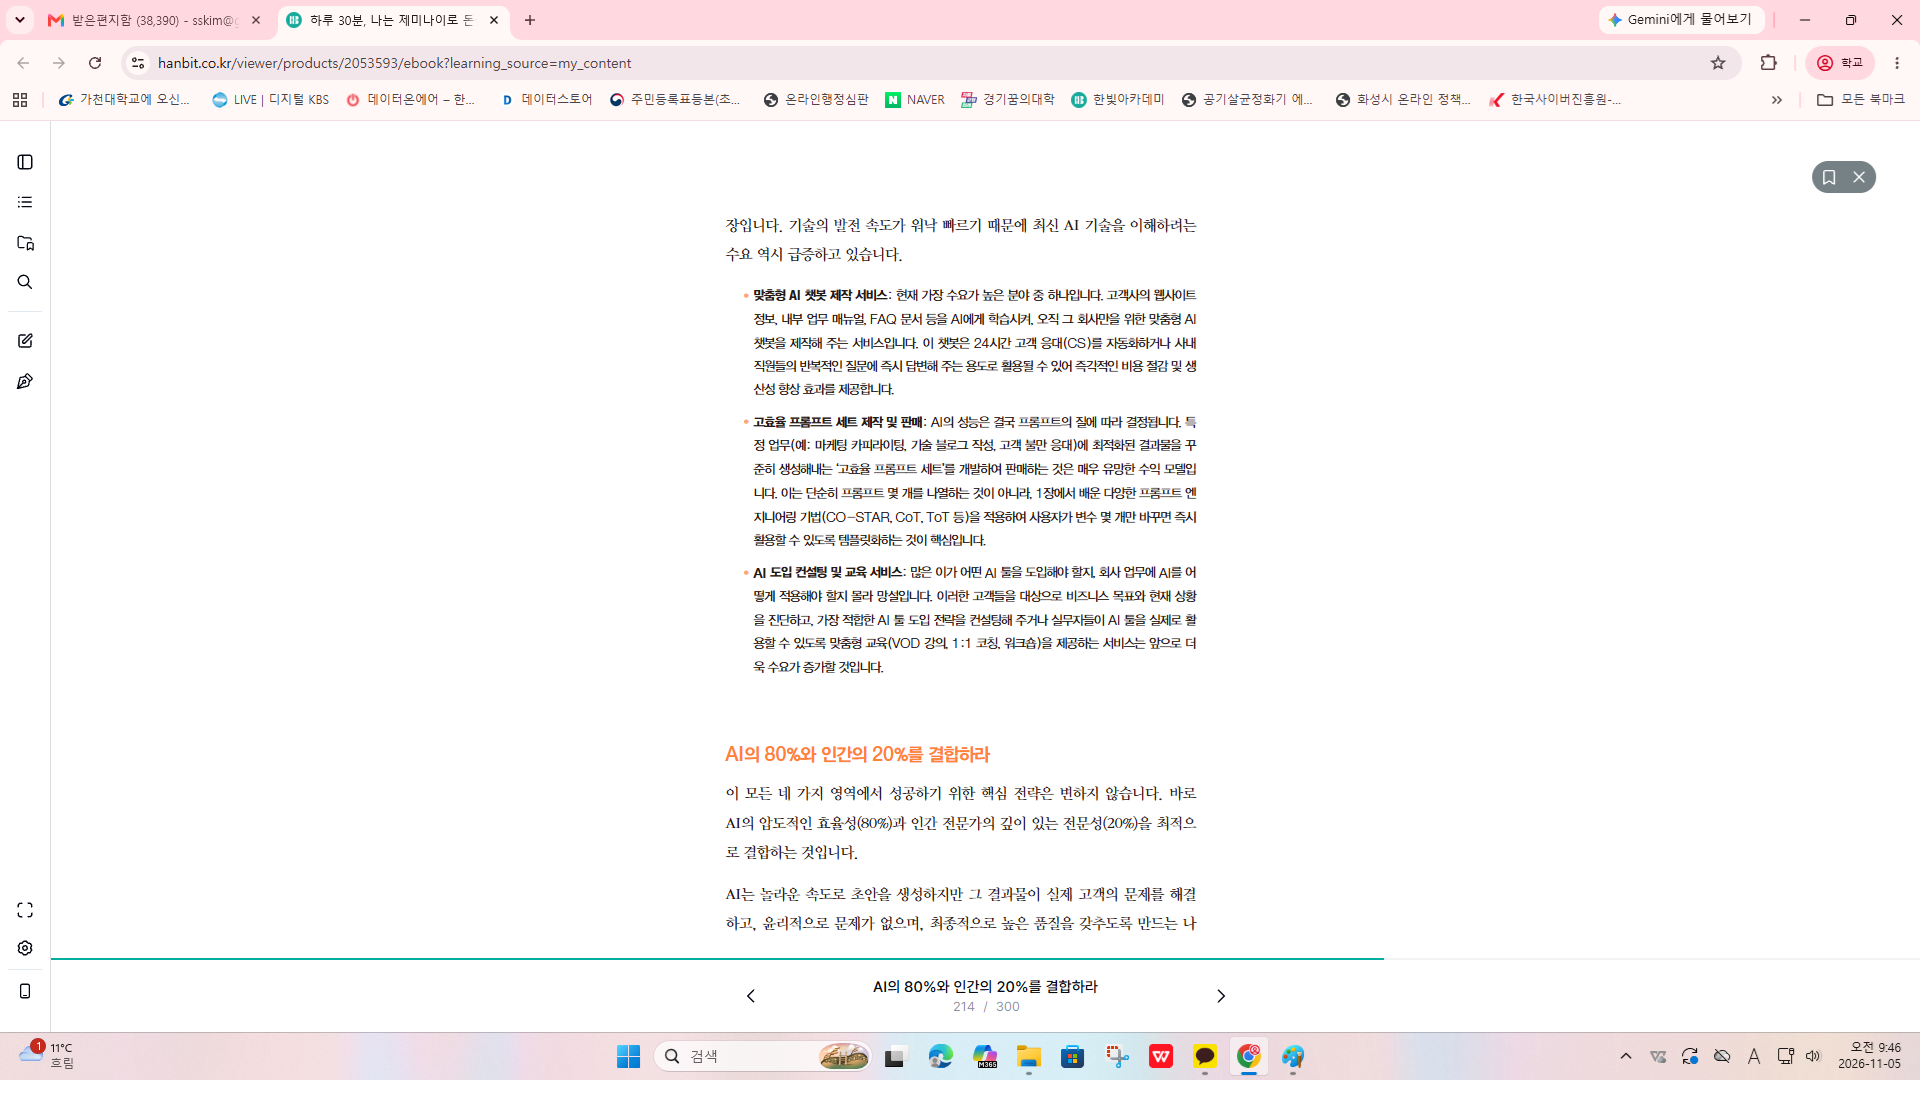 받은편지함 (38,390) - sskim@
하루 30분, 나는 제미나이로 돈
Gemini에게 물어보기
hanbit.co.kr/viewer/products/2053593/ebook?learning_source=my_content
학교
가천대학교에 오신...
LIVE | 디지털 KBS
데이터온에어 – 한...
데이터스토어
주민등록표등본(초...
온라인행정심판
NAVER
경기꿈의대학
한빛아카데미
공기살균정화기 에...
화성시 온라인 정책...
한국사이버진흥원-...
모든 북마크
장입니다. 기술의 발전 속도가 워낙 빠르기 때문에 최신 AI 기술을 이해하려는
수요 역시 급증하고 있습니다.
• 맞춤형 AI 챗봇 제작 서비스: 현재 가장 수요가 높은 분야 중 하나입니다. 고객사의 웹사이트
정보, 내부 업무 매뉴얼, FAQ 문서 등을 AI에게 학습시켜, 오직 그 회사만을 위한 맞춤형 AI
챗봇을 제작해 주는 서비스입니다. 이 챗봇은 24시간 고객 응대(CS)를 자동화하거나 사내
직원들의 반복적인 질문에 즉시 답변해 주는 용도로 활용될 수 있어 즉각적인 비용 절감 및 생
산성 향상 효과를 제공합니다.
• 고효율 프롬프트 세트 제작 및 판매: AI의 성능은 결국 프롬프트의 질에 따라 결정됩니다. 특
정 업무(예: 마케팅 카피라이팅, 기술 블로그 작성, 고객 불만 응대)에 최적화된 결과물을 꾸
준히 생성해내는 ‘고효율 프롬프트 세트’를 개발하여 판매하는 것은 매우 유망한 수익 모델입
니다. 이는 단순히 프롬프트 몇 개를 나열하는 것이 아니라, 1장에서 배운 다양한 프롬프트 엔
지니어링 기법(CO-STAR, CoT, ToT 등)을 적용하여 사용자가 변수 몇 개만 바꾸면 즉시
활용할 수 있도록 템플릿화하는 것이 핵심입니다.
• AI 도입 컨설팅 및 교육 서비스: 많은 이가 어떤 AI 툴을 도입해야 할지, 회사 업무에 AI를 어
떻게 적용해야 할지 몰라 망설입니다. 이러한 고객들을 대상으로 비즈니스 목표와 현재 상황
을 진단하고, 가장 적합한 AI 툴 도입 전략을 컨설팅해 주거나 실무자들이 AI 툴을 실제로 활
용할 수 있도록 맞춤형 교육(VOD 강의, 1:1 코칭, 워크숍)을 제공하는 서비스는 앞으로 더
욱 수요가 증가할 것입니다.
AI의 80%와 인간의 20%를 결합하라
이 모든 네 가지 영역에서 성공하기 위한 핵심 전략은 변하지 않습니다. 바로
AI의 압도적인 효율성(80%)과 인간 전문가의 깊이 있는 전문성(20%)을 최적으
로 결합하는 것입니다.
AI는 놀라운 속도로 초안을 생성하지만 그 결과물이 실제 고객의 문제를 해결
하고, 윤리적으로 문제가 없으며, 최종적으로 높은 품질을 갖추도록 만드는 나
AI의 80%와 인간의 20%를 결합하라
214 / 300
1
11°C
흐림
검색
M365
A
오전 9:46
2026-11-05